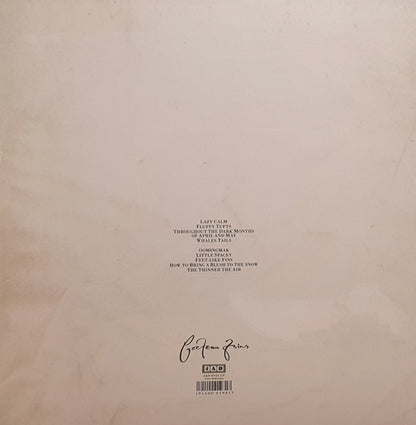 LAZY CALM
FLUFFY TUFTS
THROUGHOUT THE DARK MONTHS
OF APRIL AND MAY
WHALES TAILS
OOMINGMAK
LITTLE SPACEY
FEET LIKE FINS
HOW TO BRING A BLUSH TO THE SNOW
THE THINNER THE AIR
Cocteau Twins
4AD